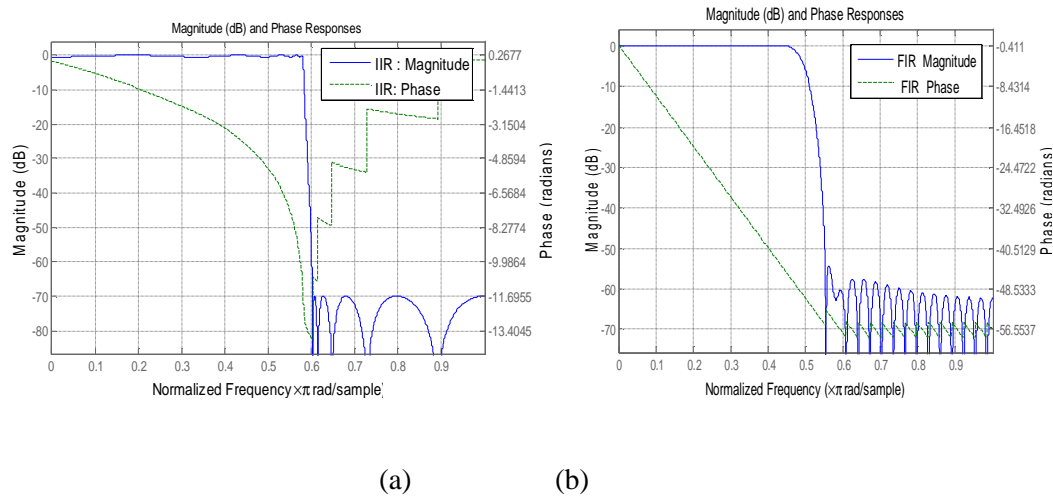 Magnitude (dB) and Phase Responses
IIR : Magnitude
IIR: Phase
Magnitude (dB)
0
-10
-20
-30
-40
-50
-60
-70
-80
0.2677
-1.4413
-3.1504
-4.8594
-6.5684
-8.2774
-9.9864
-11.6955
-13.4045
Phase (radians)
0 0.1 0.2 0.3 0.4 0.5 0.6 0.7 0.8 0.9
Normalized Frequency×π rad/sample)
(a)
Magnitude (dB) and Phase Responses
FIR Magnitude
FIR Phase
Magnitude (dB)
0
-10
-20
-30
-40
-50
-60
-70
-0.411
-8.4314
-16.4518
-24.4722
-32.4926
-40.5129
-48.5333
-56.5537
Phase (radians)
0 0.1 0.2 0.3 0.4 0.5 0.6 0.7 0.8 0.9
Normalized Frequency (×π rad/sample)
(b)